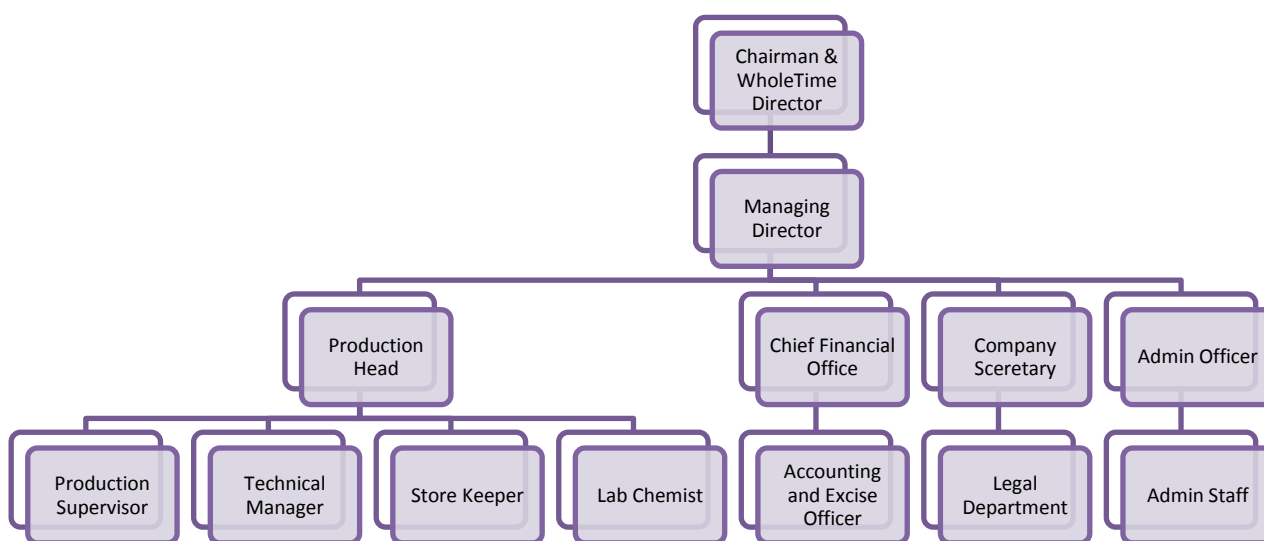 Chairman &
WholeTime
Director
Managing
Director
Production
Head
Chief Financial
Office
Company
Sceretary
Admin Officer
Production
Supervisor
Technical
Manager
Store Keeper
Lab Chemist
Accounting
and Excise
Officer
Legal
Department
Admin Staff